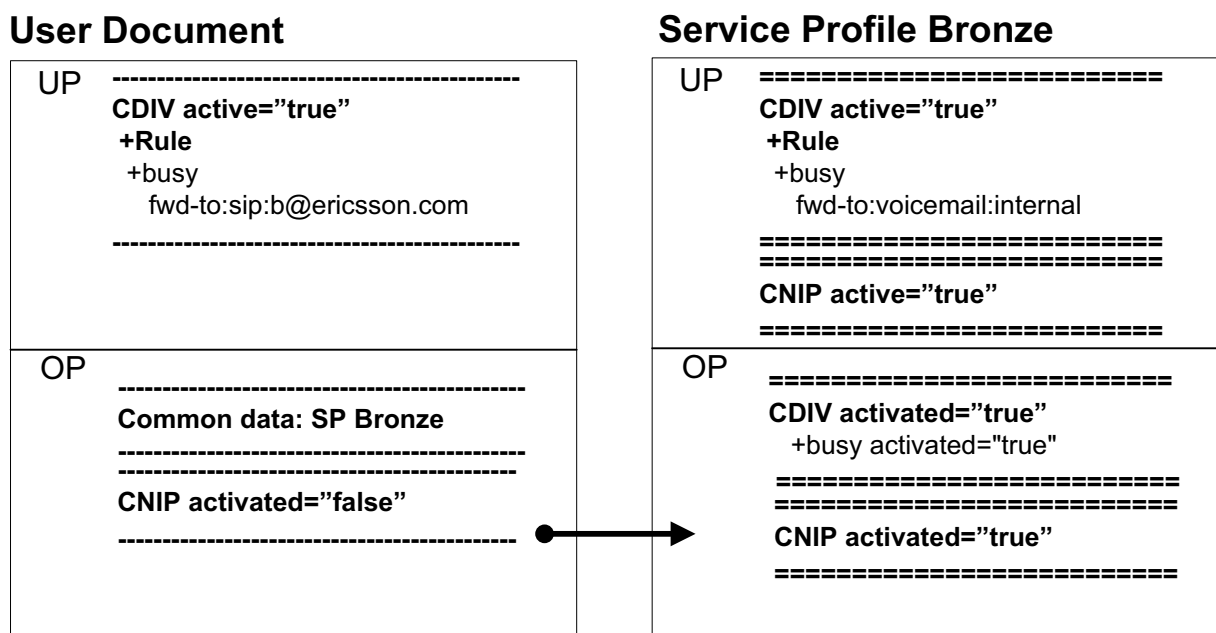 User Document
UP
CDIV active=”true”
+Rule
+busy
fwd-to:sip:b@ericsson.com
OP
Common data: SP Bronze
CNIP activated=”false”
Service Profile Bronze
UP
CDIV active=”true”
+Rule
+busy
fwd-to:voicemail:internal
CNIP active=”true”
OP
CDIV activated=”true”
+busy activated="true"
CNIP activated=”true”